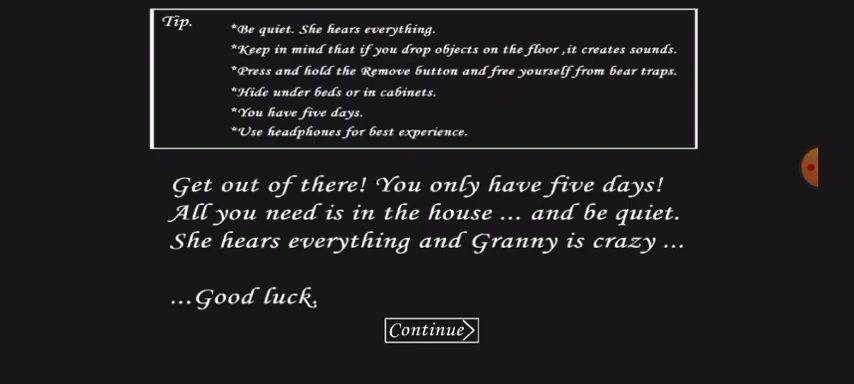 Tip.
*Be quiet. She hears everything.
*Keep in mind that if you drop objects on the floor ,it creates sounds.
*Press and hold the Remove button and free yourself from bear traps.
*Hide under beds or in cabinets.
*You have five days.
*Use headphones for best experience.
Get out of there! You only have five days!
All you need is in the house ... and be quiet.
She hears everything and Granny is crazy ...
...Good luck.
Continue